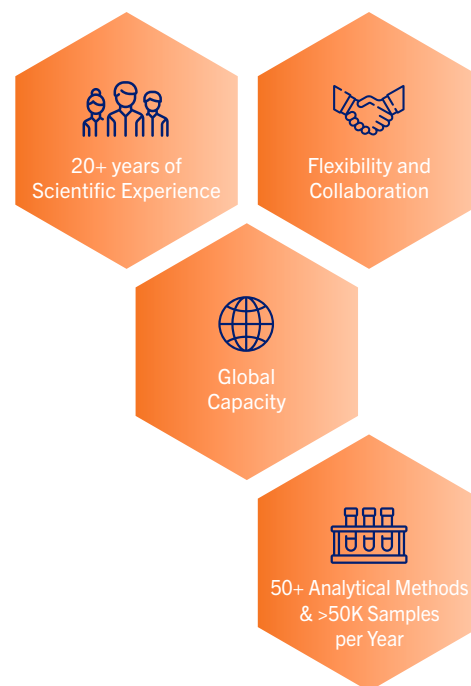 20+ years of
Scientific Experience
Flexibility and
Collaboration
Global
Capacity
50+ Analytical Methods
& >50K Samples
per Year